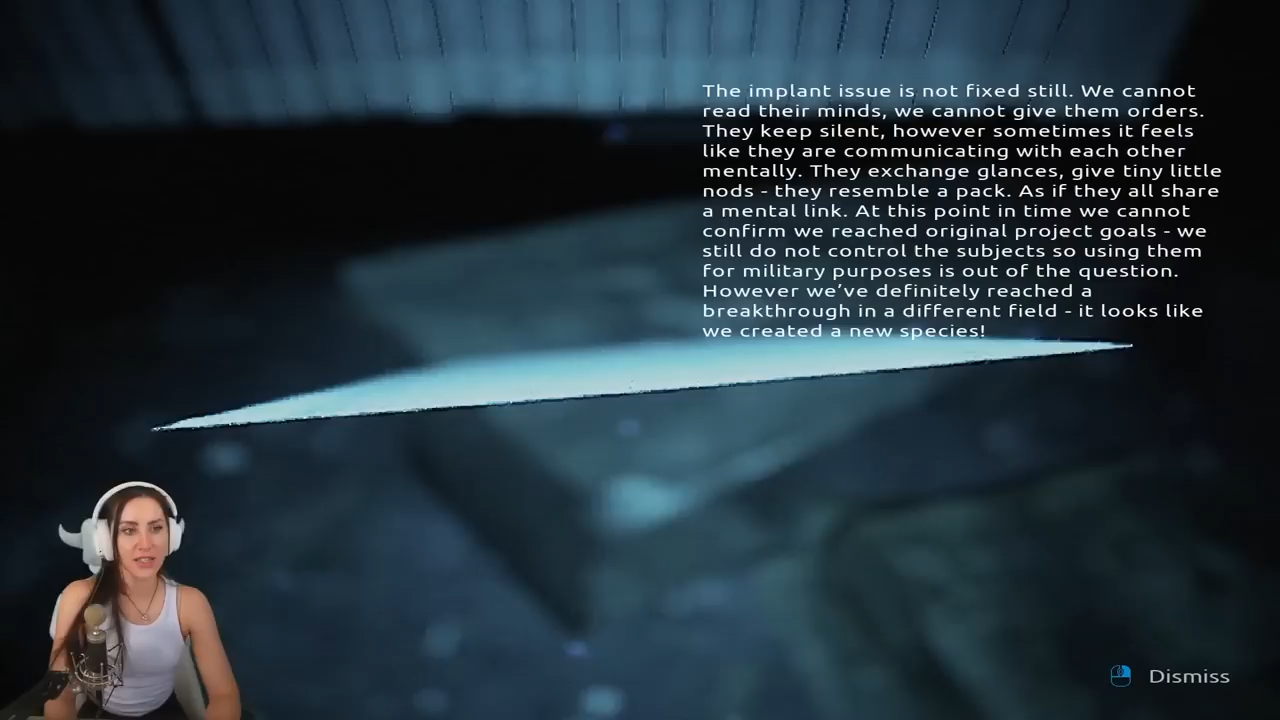 The implant issue is not fixed still. We cannot
read their minds, we cannot give them orders.
They keep silent, however sometimes it feels
like they are communicating with each other
mentally. They exchange glances, give tiny little
nods - they resemble a pack. As if they all share
a mental link. At this point in time we cannot
confirm we reached original project goals - we
still do not control the subjects so using them
for military purposes is out of the question.
However we’ve definitely reached a
breakthrough in a different field - it looks like
we created a new species!
Dismiss